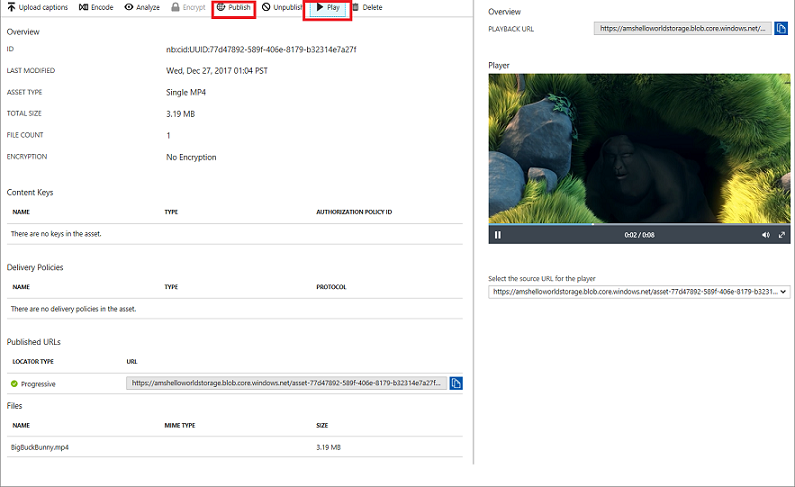 Upload captions Encode Analyze Encrypt Publish Unpublish Play Delete
Overview
ID nb:cid:UUID:77d47892-589f-406e-8179-b32314e7a27f
LAST MODIFIED Wed, Dec 27, 2017 01:04 PST
ASSET TYPE Single MP4
TOTAL SIZE 3.19 MB
FILE COUNT 1
ENCRYPTION No Encryption
Content Keys
NAME TYPE AUTHORIZATION POLICY ID
There are no keys in the asset.
Delivery Policies
NAME TYPE PROTOCOL
There are no delivery policies in the asset.
Published URLs
LOCATOR TYPE URL
Progressive https://amshelloworldstorage.blob.core.windows.net/asset-77d47892-589f-406e-8179-b32314e7a27f...
Files
NAME MIME TYPE SIZE
BigBuckBunny.mp4 3.19 MB
Overview
PLAYBACK URL https://amshelloworldstorage.blob.core.windows.net/...
Player
0:02 / 0:08
Select the source URL for the player
https://amshelloworldstorage.blob.core.windows.net/asset-77d47892-589f-406e-8179-b3231...